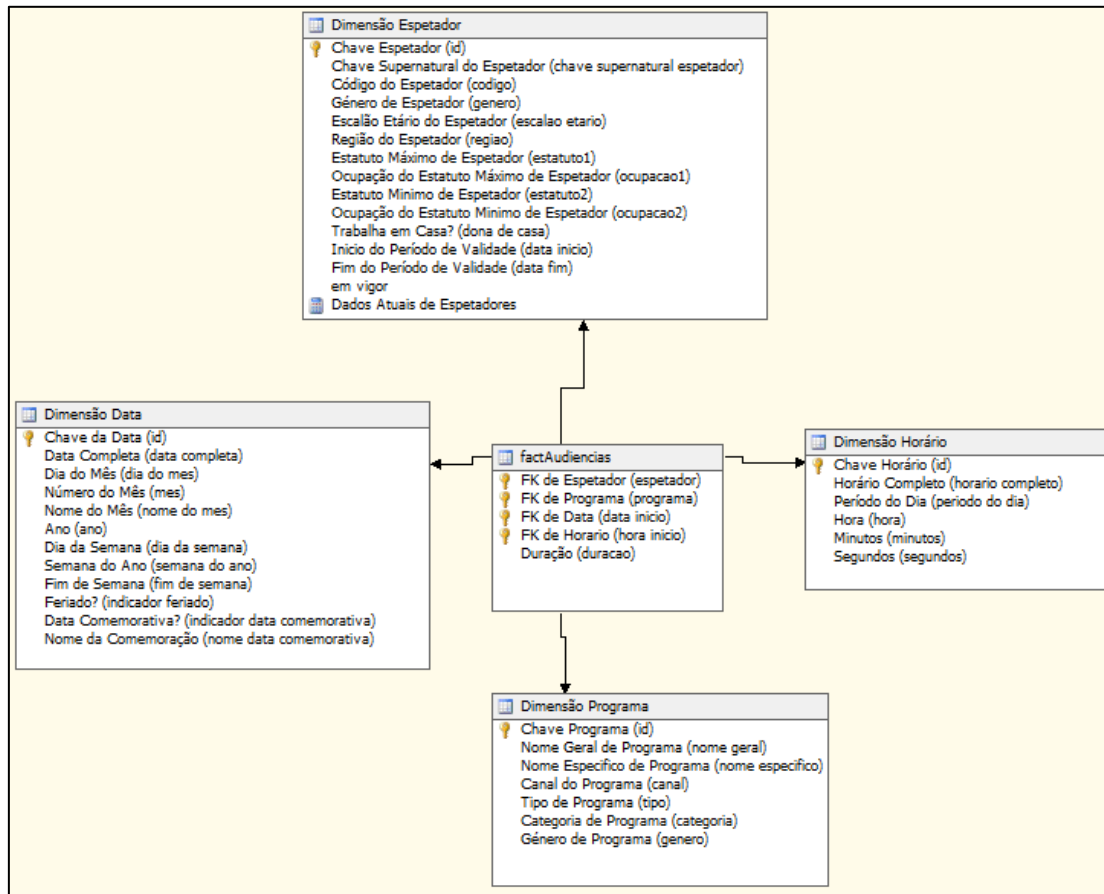 Dimensão Espetador
Chave Espetador (id)
Chave Supernatural do Espetador (chave supernatural espetador)
Código do Espetador (codigo)
Género de Espetador (genero)
Escalão Etário do Espetador (escalao etario)
Região do Espetador (regiao)
Estatuto Máximo de Espetador (estatuto1)
Ocupação do Estatuto Máximo de Espetador (ocupacao1)
Estatuto Minimo de Espetador (estatuto2)
Ocupação do Estatuto Minimo de Espetador (ocupacao2)
Trabalha em Casa? (dona de casa)
Inicio do Período de Validade (data inicio)
Fim do Período de Validade (data fim)
em vigor
Dados Atuais de Espetadores
Dimensão Data
Chave da Data (id)
Data Completa (data completa)
Dia do Mês (dia do mes)
Número do Mês (mes)
Nome do Mês (nome do mes)
Ano (ano)
Dia da Semana (dia da semana)
Semana do Ano (semana do ano)
Fim de Semana (fim de semana)
Feriado? (indicador feriado)
Data Comemorativa? (indicador data comemorativa)
Nome da Comemoração (nome data comemorativa)
factAudiencias
FK de Espetador (espetador)
FK de Programa (programa)
FK de Data (data inicio)
FK de Horario (hora inicio)
Duração (duracao)
Dimensão Horário
Chave Horário (id)
Horário Completo (horario completo)
Período do Dia (periodo do dia)
Hora (hora)
Minutos (minutos)
Segundos (segundos)
Dimensão Programa
Chave Programa (id)
Nome Geral de Programa (nome geral)
Nome Especifico de Programa (nome especifico)
Canal do Programa (canal)
Tipo de Programa (tipo)
Categoria de Programa (categoria)
Género de Programa (genero)